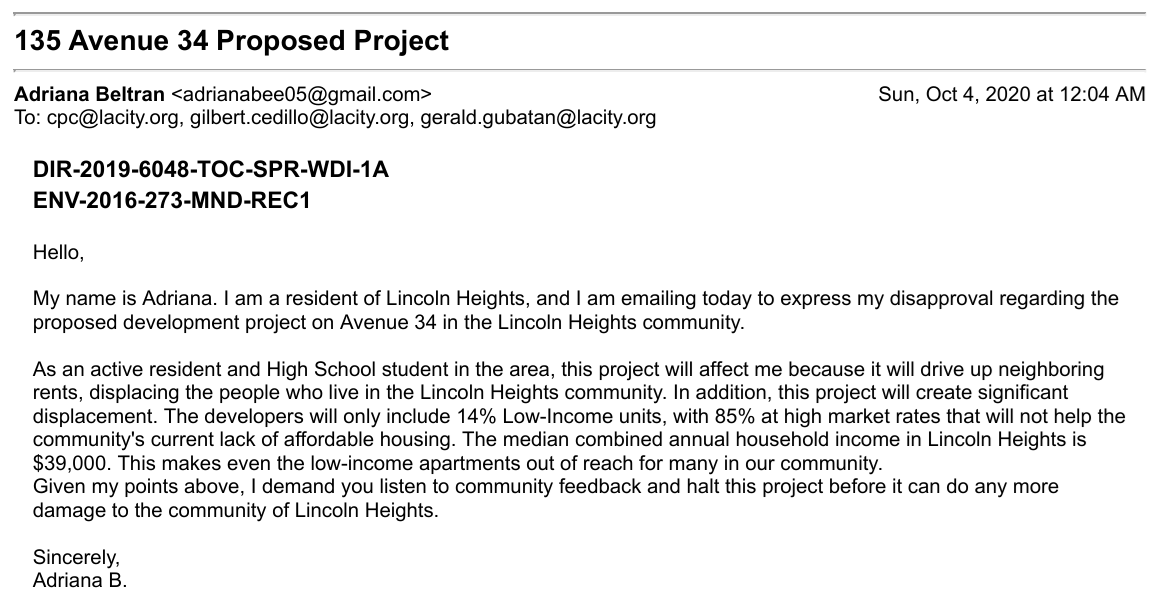 135 Avenue 34 Proposed Project
Adriana Beltran <adrianabee05@gmail.com> Sun, Oct 4, 2020 at 12:04 AM
To: cpc@lacity.org, gilbert.cedillo@lacity.org, gerald.gubatan@lacity.org
DIR-2019-6048-TOC-SPR-WDI-1A
ENV-2016-273-MND-REC1
Hello,
My name is Adriana. I am a resident of Lincoln Heights, and I am emailing today to express my disapproval regarding the
proposed development project on Avenue 34 in the Lincoln Heights community.
As an active resident and High School student in the area, this project will affect me because it will drive up neighboring
rents, displacing the people who live in the Lincoln Heights community. In addition, this project will create significant
displacement. The developers will only include 14% Low-Income units, with 85% at high market rates that will not help the
community's current lack of affordable housing. The median combined annual household income in Lincoln Heights is
$39,000. This makes even the low-income apartments out of reach for many in our community.
Given my points above, I demand you listen to community feedback and halt this project before it can do any more
damage to the community of Lincoln Heights.
Sincerely,
Adriana B.